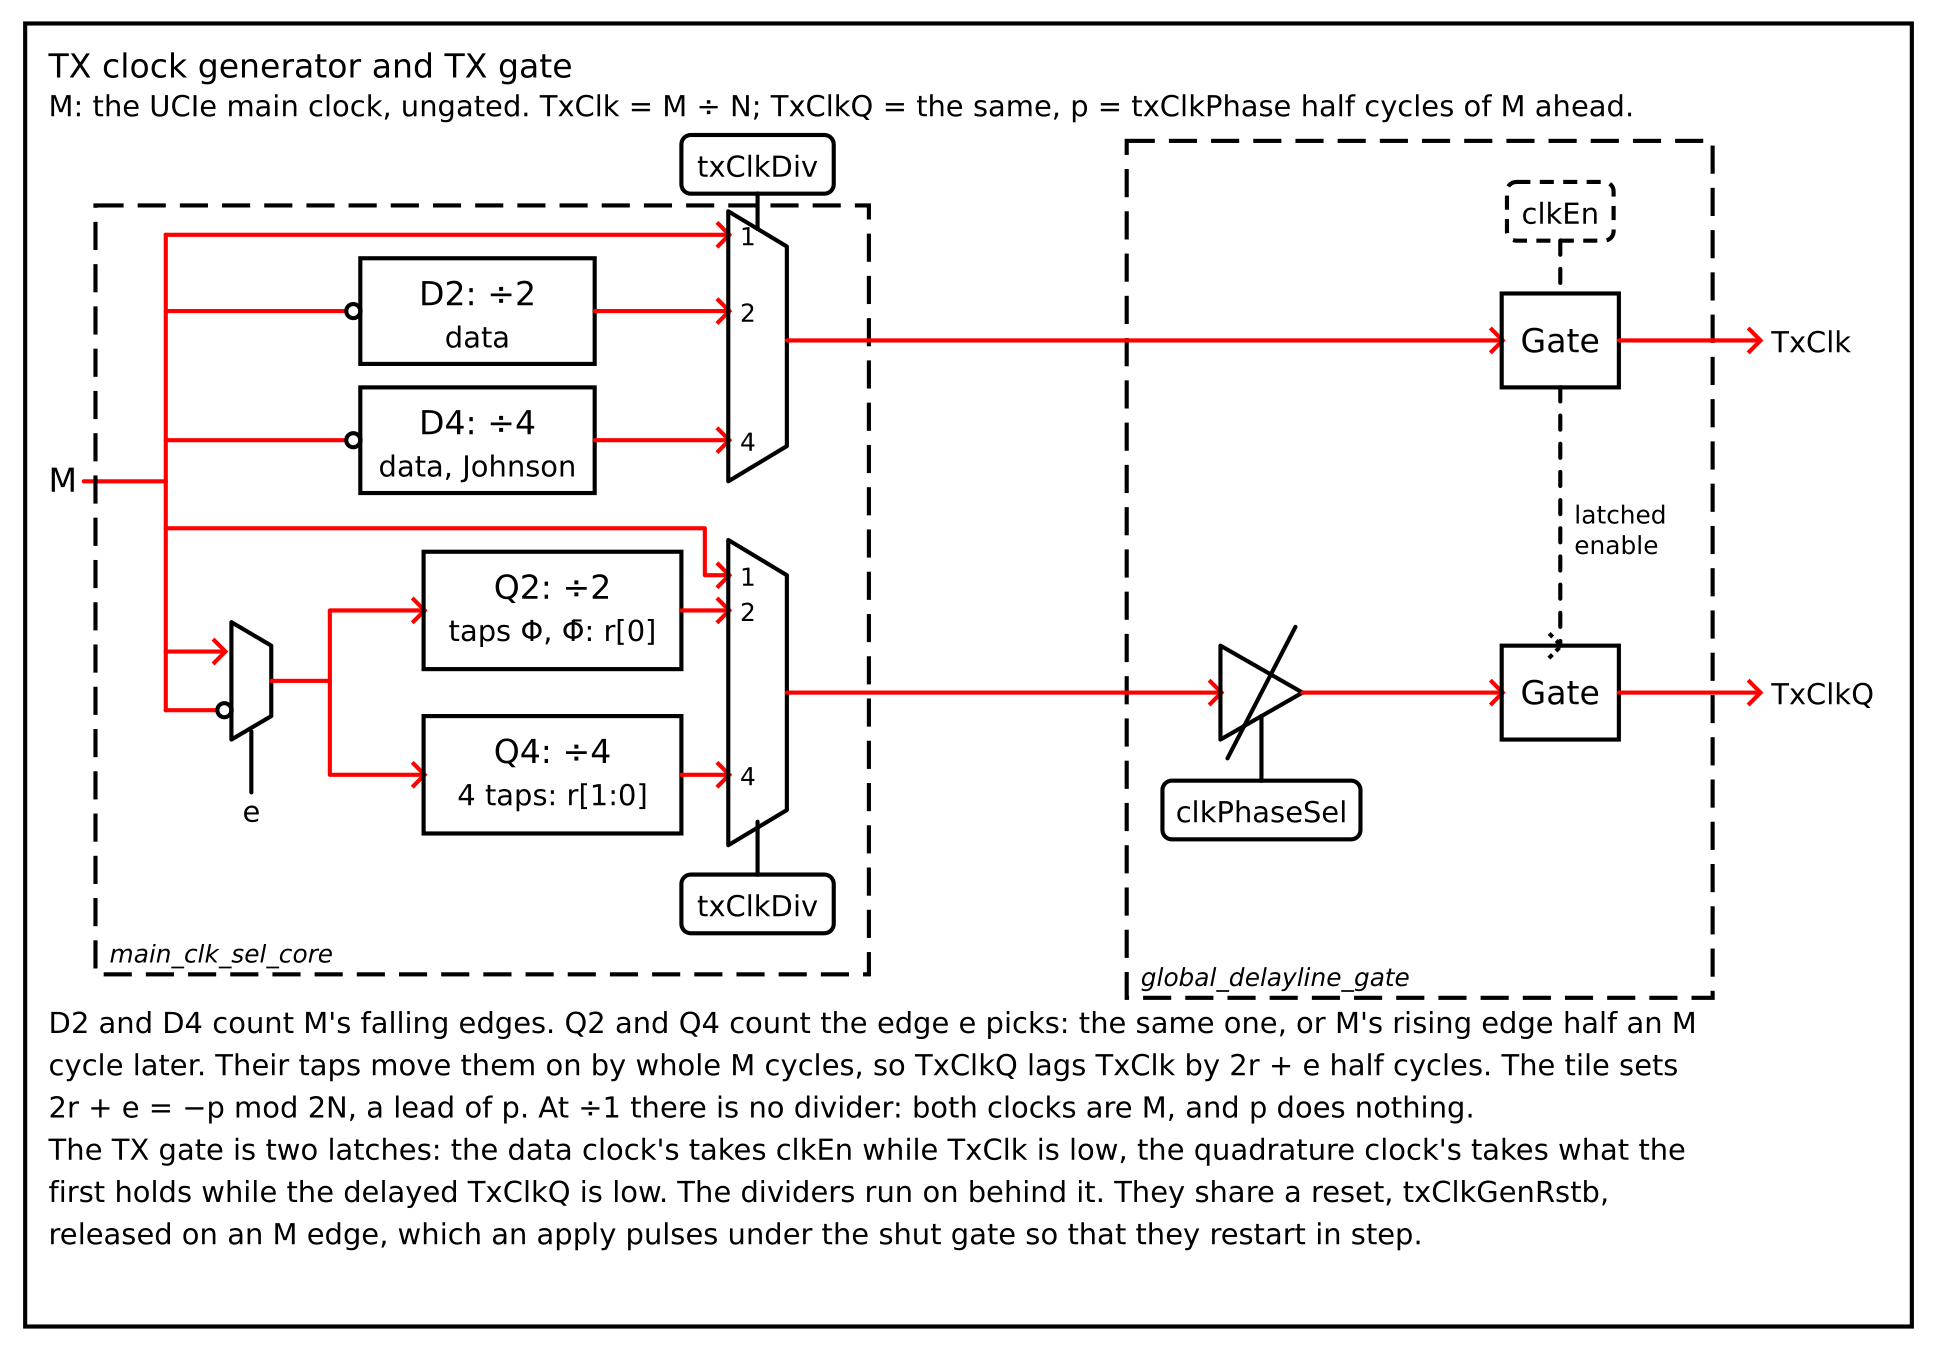 TX clock generator and TX gate
M: the UCIe main clock, ungated. TxClk = M ÷ N; TxClkQ = the same, p = txClkPhase half cycles of M ahead.
txClkDiv
clkEn
1
D2: ÷2
data
2
Gate
TxClk
D4: ÷4
data, Johnson
4
M
latched
enable
Q2: ÷2
taps Φ, Φ̄: r[0]
1
2
Gate
TxClkQ
Q4: ÷4
4 taps: r[1:0]
4
e
clkPhaseSel
txClkDiv
main_clk_sel_core
global_delayline_gate
D2 and D4 count M's falling edges. Q2 and Q4 count the edge e picks: the same one, or M's rising edge half an M
cycle later. Their taps move them on by whole M cycles, so TxClkQ lags TxClk by 2r + e half cycles. The tile sets
2r + e = −p mod 2N, a lead of p. At ÷1 there is no divider: both clocks are M, and p does nothing.
The TX gate is two latches: the data clock's takes clkEn while TxClk is low, the quadrature clock's takes what the
first holds while the delayed TxClkQ is low. The dividers run on behind it. They share a reset, txClkGenRstb,
released on an M edge, which an apply pulses under the shut gate so that they restart in step.